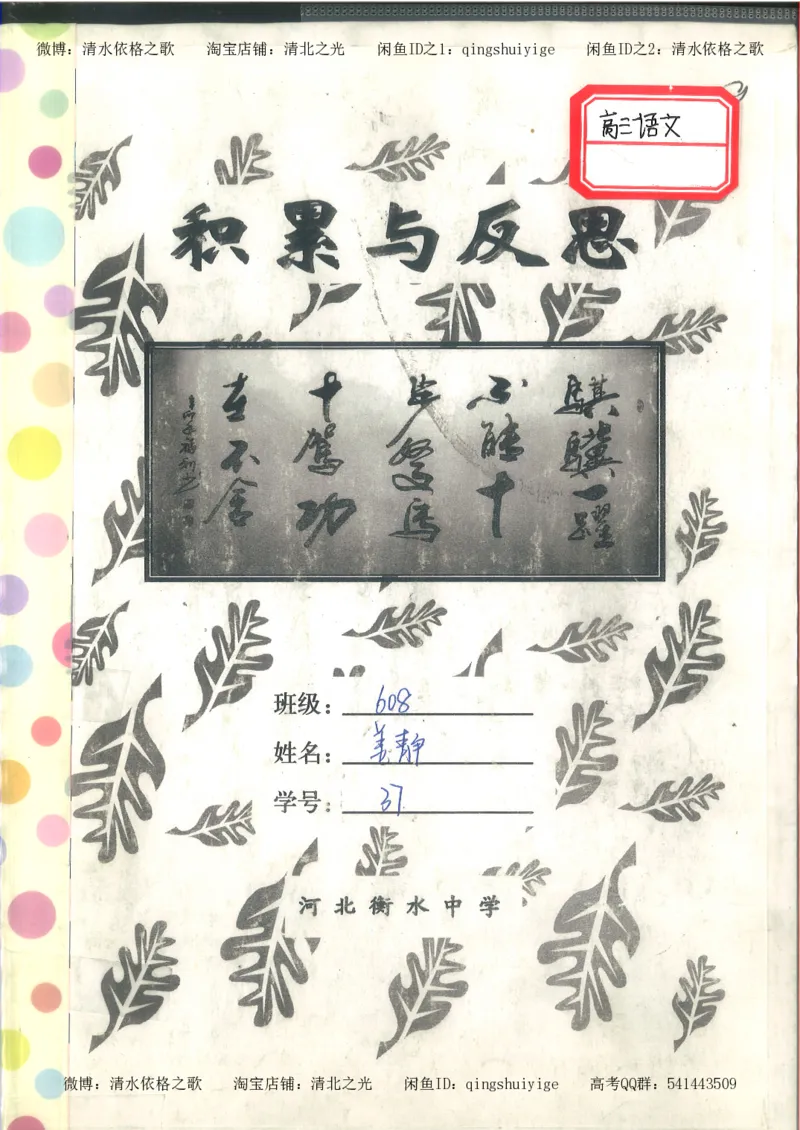 微博：清水依格之歌 淘宝店铺：清北之光 闲鱼ID之1：qingshuiyige 闲鱼ID之2：清水依格之歌
高三语文
积累与反思
骐骥一跃
不能十
步驽马
十驾功
在不舍
班级：608
姓名：姜静
学号：37
河北衡水中学
微博：清水依格之歌 淘宝店铺：清北之光 闲鱼ID：qingshuiyige 高考QQ群：541443509